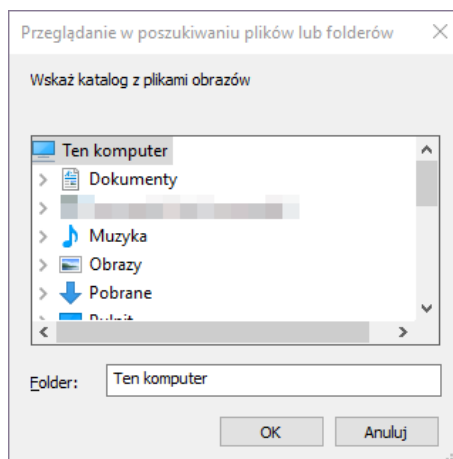 Przeglądanie w poszukiwaniu plików lub folderów
Wskaż katalog z plikami obrazów
Ten komputer
Dokumenty
Muzyka
Obrazy
Pobrane
Pulpit
Folder: Ten komputer
OK Anuluj